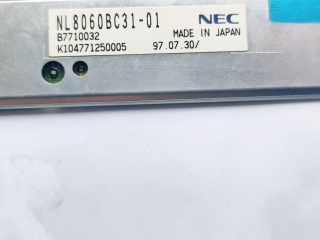 NL8060BC31-01 NEC
B7710032 MADE IN JAPAN
K104771250005 97.07.30/